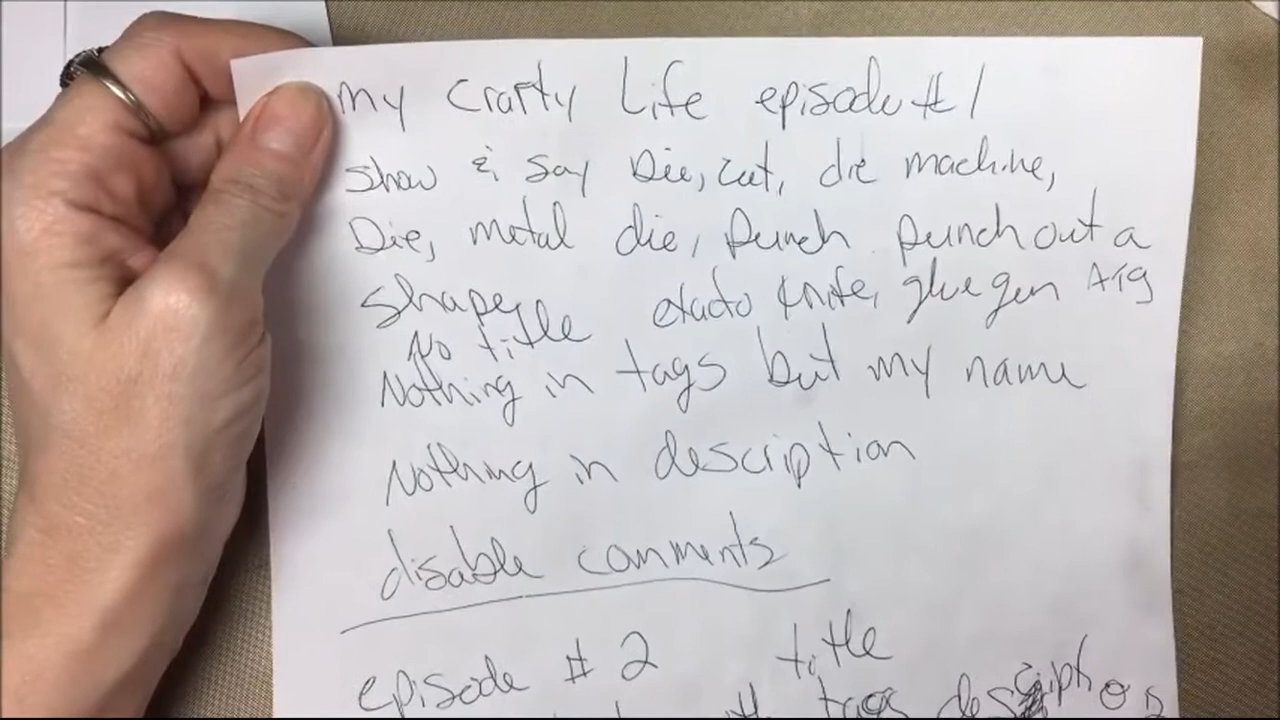 my Crafty Life episode #1
Show & Say Die, cut, die machine,
Die, metal die, punch punch out a
shape exacto knife, glue gun ATG
No title
Nothing in tags but my name
Nothing in description
disable comments
episode #2 title
tags description